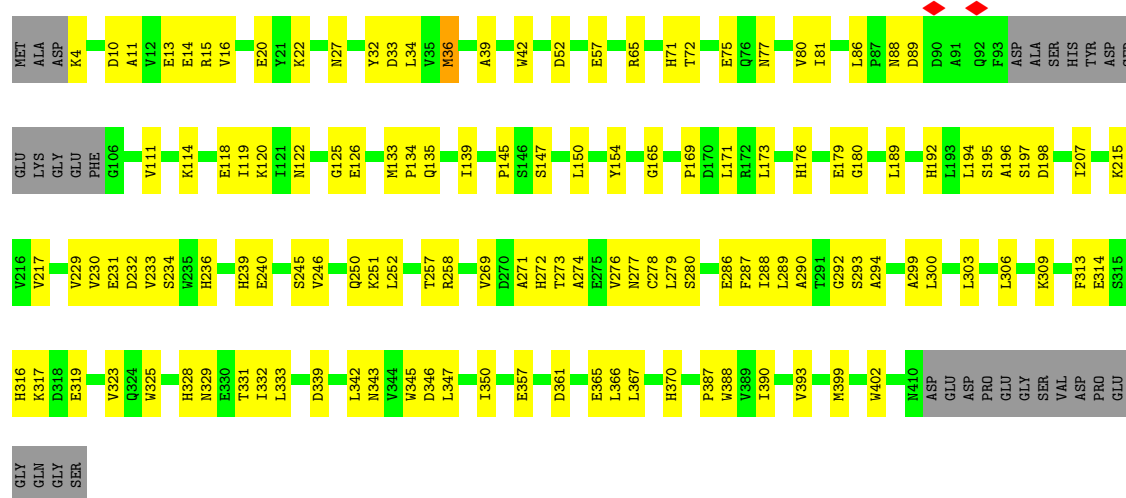 MET ALA ASP K4 D10 A11 V12 E13 E14 R15 V16 E20 Y21 K22 N27 Y32 D33 L34 V35 M36 A39 W42 D52 E57 R65 H71 T72 E75 Q76 N77 V80 I81 L86 P87 N88 D89 D90 A91 Q92 F93 ASP ALA SER HIS TYR ASP
GLU LYS GLY GLU PHE G106 V111 K114 E118 I119 K120 I121 N122 G125 E126 M133 P134 Q135 I139 P145 S146 S147 L150 Y154 G165 P169 D170 L171 R172 L173 H176 E179 G180 L189 H192 L193 L194 S195 A196 S197 D198 I207 K215
V216 V217 V229 V230 E231 D232 V233 S234 W235 H236 H239 E240 S245 V246 Q250 K251 L252 T257 R258 V269 D270 A271 H272 T273 A274 E275 V276 N277 C278 L279 S280 E286 F287 I288 L289 A290 T291 G292 S293 A294 A299 L300 L303 L306 K309 F313 E314 S315
H316 K317 D318 E319 V323 Q324 W325 H328 N329 E330 T331 I332 L333 D339 L342 N343 V344 W345 D346 L347 I350 E357 D361 E365 L366 L367 H370 P387 W388 V389 I390 V393 M399 W402 N410 ASP GLU ASP PRO GLU GLY SER VAL ASP PRO GLU
GLY GLN GLY SER